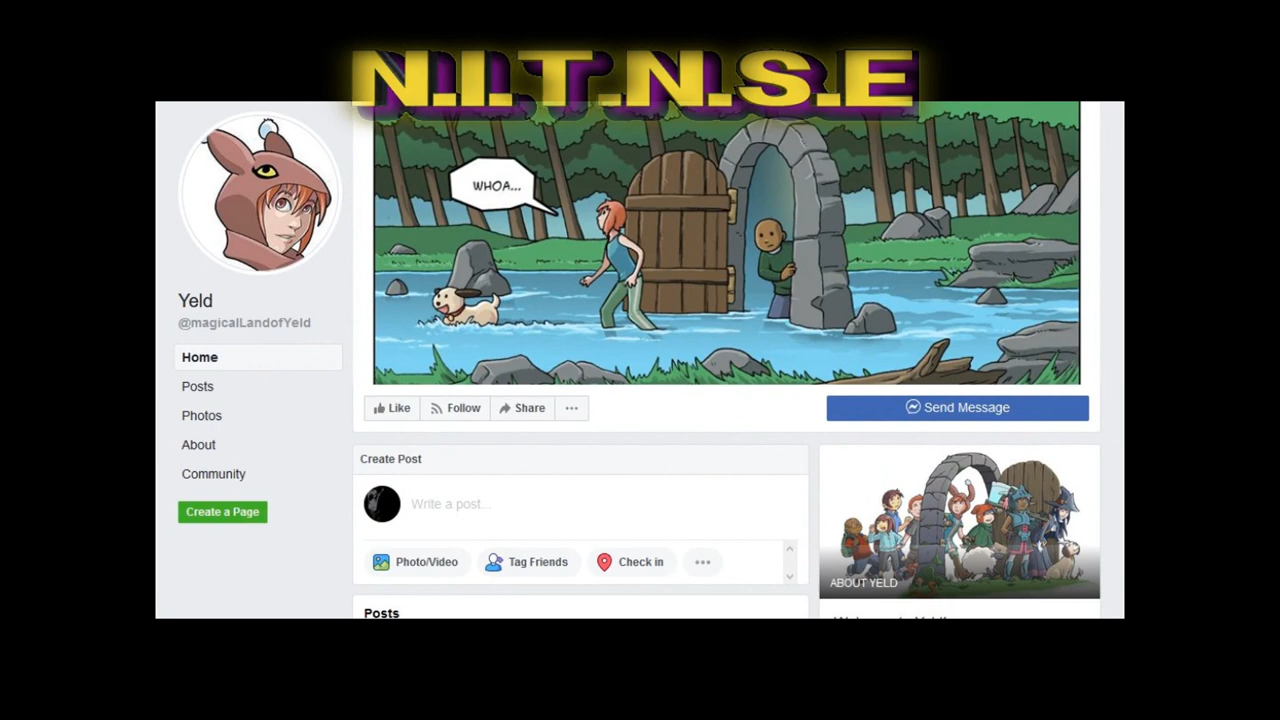 N.I.T.N.S.E
WHOA...
Yeld
@magicalLandofYeld
Home
Posts
Photos
About
Community
Create a Page
Like Follow Share ...
Send Message
Create Post
Write a post...
Photo/Video Tag Friends Check in ...
Posts
ABOUT YELD